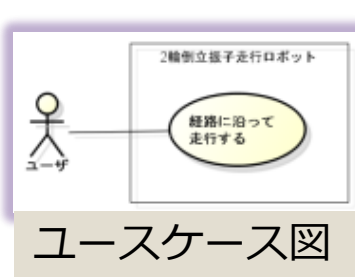 2輪倒立振子走行ロボット
経路に沿って
走行する
ユーザ
ユースケース図